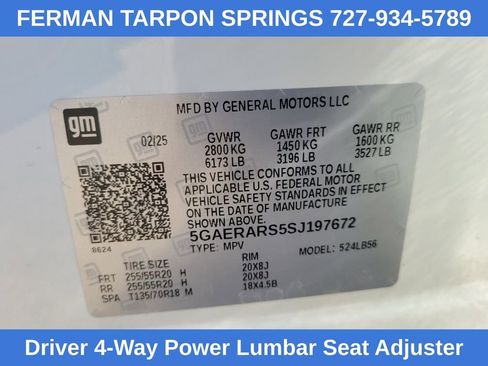 FERMAN TARPON SPRINGS 727-934-5789
gm
MFD BY GENERAL MOTORS LLC
02/25
GVWR GAWR FRT GAWR RR
2800 KG 1450 KG 1600 KG
6173 LB 3196 LB 3527 LB
THIS VEHICLE CONFORMS TO ALL
APPLICABLE U.S. FEDERAL MOTOR
VEHICLE SAFETY STANDARDS IN EFFECT
ON THE DATE OF MANUFACTURE
SHOWN ABOVE.
8624
5GAERARS5SJ197672
TYPE: MPV MODEL: 524LB56
TIRE SIZE RIM
FRT 255/55R20 H 20X8J
RR 255/55R20 H 20X8J
SPA T135/70R18 M 18X4.5B
Driver 4-Way Power Lumbar Seat Adjuster